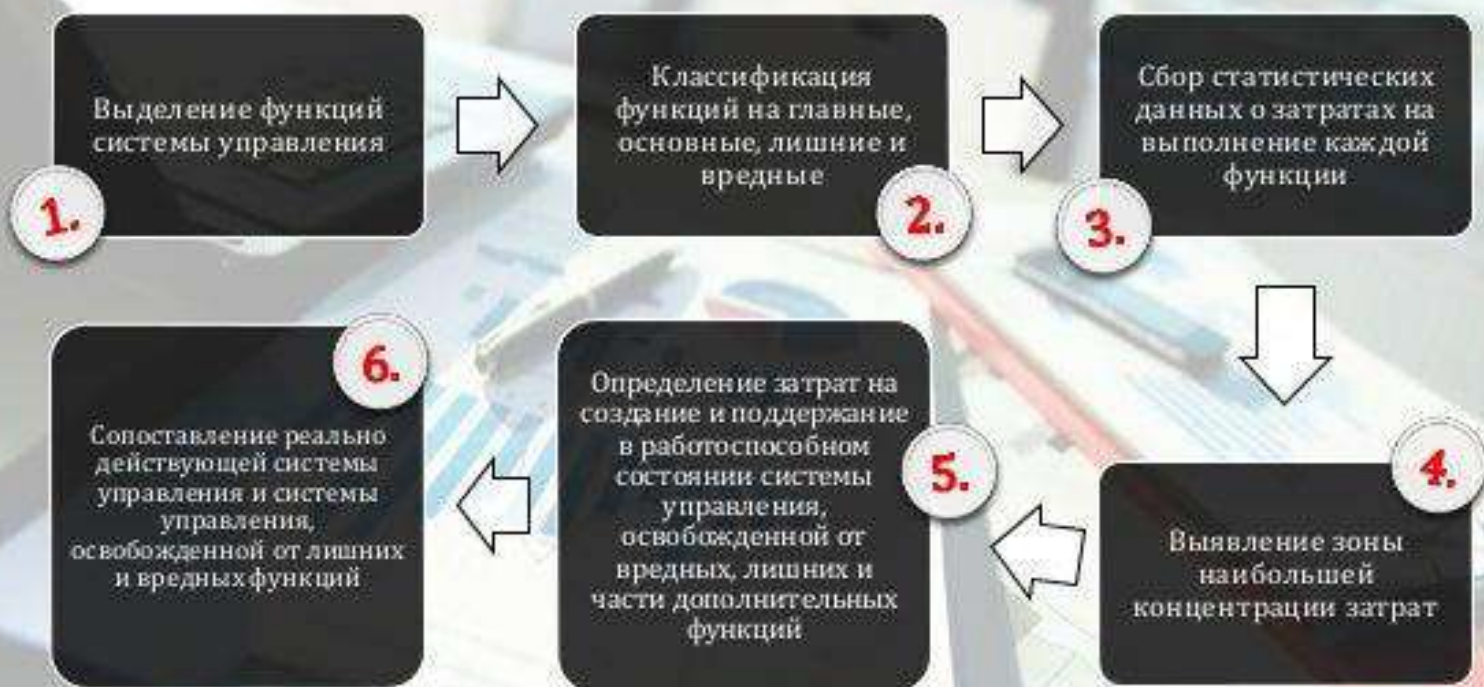 Выделение функций
системы управления
1.
Классификация
функций на главные,
основные, лишние и
вредные
2.
Сбор статистических
данных о затратах на
выполнение каждой
функции
3.
4.
Выявление зоны
наибольшей
концентрации затрат
5.
Определение затрат на
создание и поддержание
в работоспособном
состоянии системы
управления,
освобожденной от
вредных, лишних и
части дополнительных
функций
6.
Сопоставление реально
действующей системы
управления и системы
управления,
освобожденной от лишних
и вредных функций